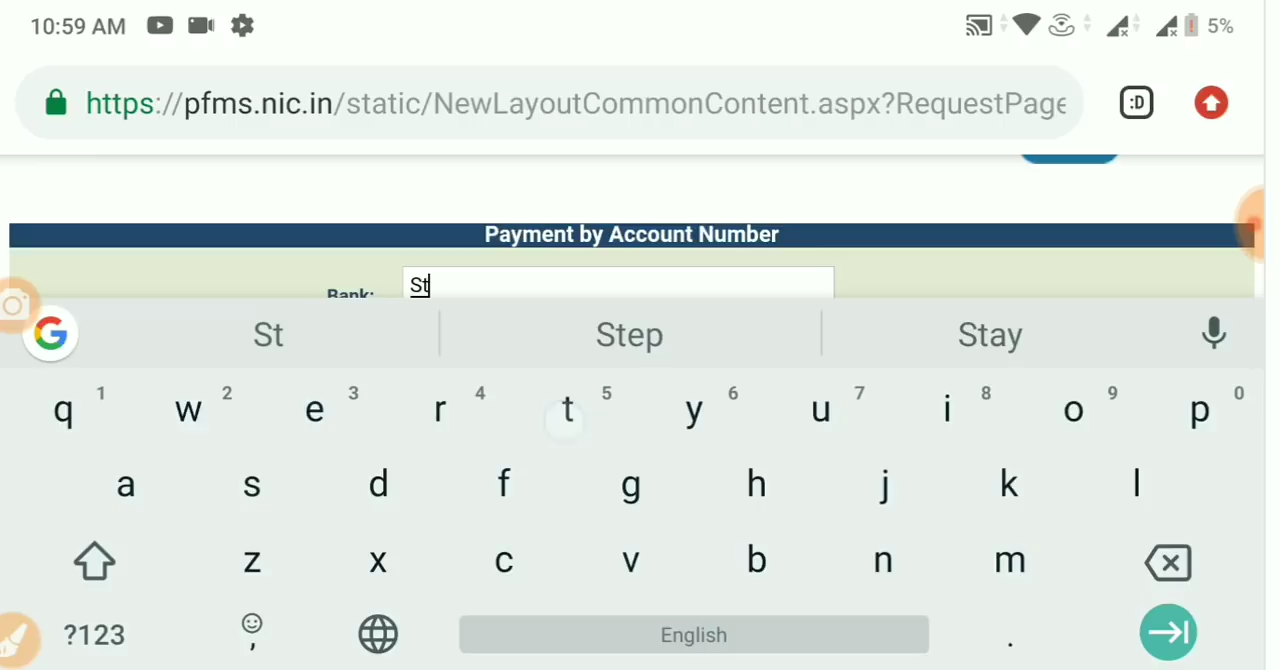 10:59 AM 5%
https://pfms.nic.in/static/NewLayoutCommonContent.aspx?RequestPage :D
Payment by Account Number
Bank: St
St Step Stay
q 1 w 2 e 3 r 4 t 5 y 6 u 7 i 8 o 9 p 0
a s d f g h j k l
z x c v b n m
?123 , English .